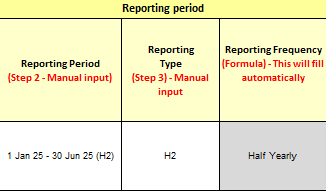 Reporting period
Reporting Period
(Step 2 - Manual input)
Reporting
Type
(Step 3) - Manual
input
Reporting Frequency
(Formula) - This will fill
automatically
1 Jan 25 - 30 Jun 25 (H2)
H2
Half Yearly